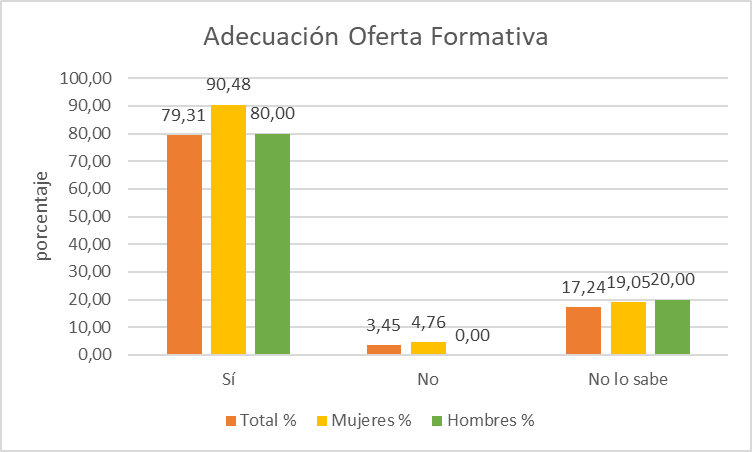 Adecuación Oferta Formativa
porcentaje
100,00
90,00
80,00
70,00
60,00
50,00
40,00
30,00
20,00
10,00
0,00
79,31
90,48
80,00
3,45
4,76
0,00
17,24
19,05
20,00
Sí
No
No lo sabe
Total %
Mujeres %
Hombres %